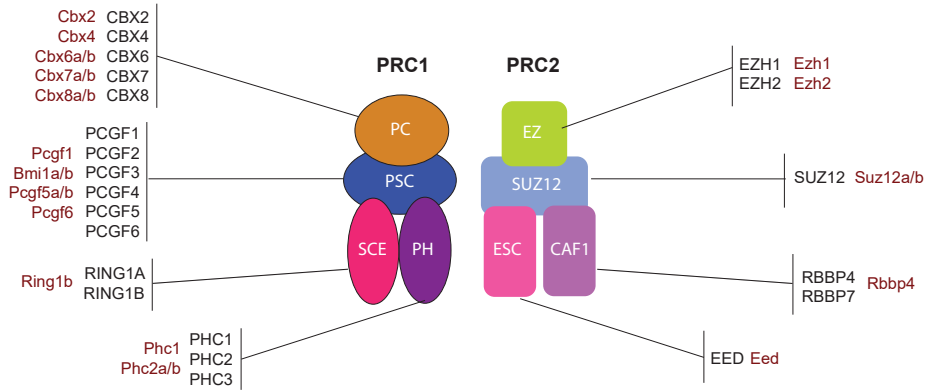 Cbx2 CBX2
Cbx4 CBX4
Cbx6a/b CBX6
Cbx7a/b CBX7
Cbx8a/b CBX8
PCGF1
Pcgf1 PCGF2
Bmi1a/b PCGF3
Pcgf5a/b PCGF4
Pcgf6 PCGF5
PCGF6
Ring1b RING1A
RING1B
Phc1 PHC1
Phc2a/b PHC2
PHC3
PRC1
PC
PSC
SCE PH
PRC2
EZ
SUZ12
ESC CAF1
EZH1 Ezh1
EZH2 Ezh2
SUZ12 Suz12a/b
RBBP4 Rbbp4
RBBP7
EED Eed